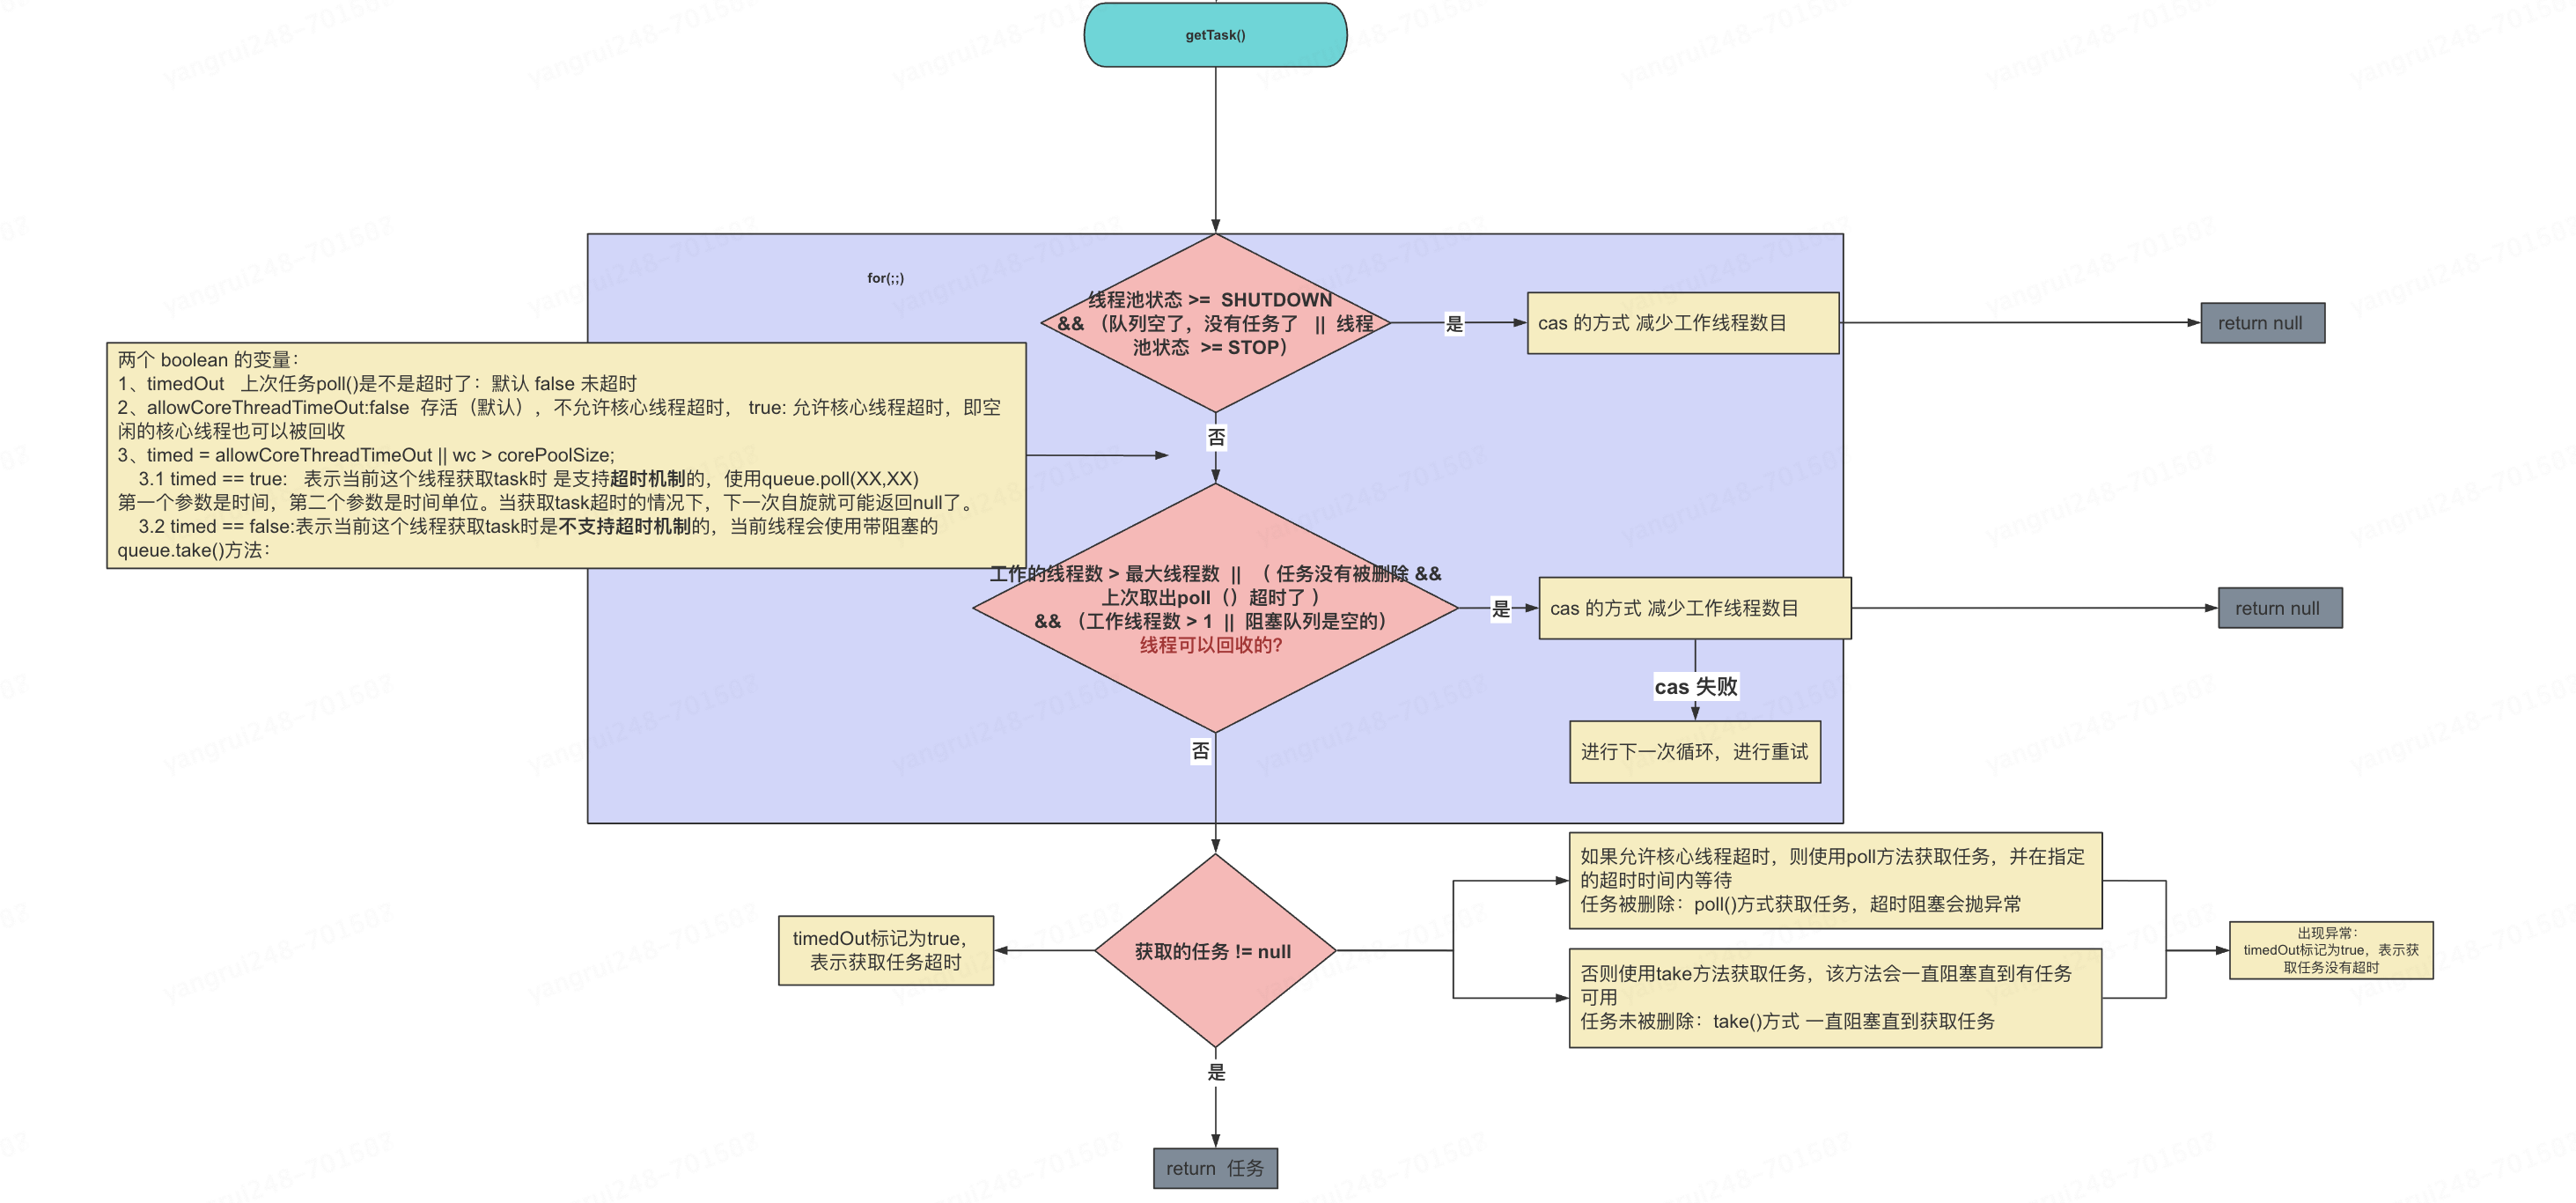 getTask()
for(;;)
线程池状态 >= SHUTDOWN
&& （队列空了，没有任务了 || 线程
池状态 >= STOP）
是
cas 的方式 减少工作线程数目
return null
两个 boolean 的变量：
1、timedOut 上次任务poll()是不是超时了：默认 false 未超时
2、allowCoreThreadTimeOut:false 存活（默认），不允许核心线程超时， true: 允许核心线程超时，即空
闲的核心线程也可以被回收
3、timed = allowCoreThreadTimeOut || wc > corePoolSize;
3.1 timed == true: 表示当前这个线程获取task时 是支持超时机制的，使用queue.poll(XX,XX)
第一个参数是时间，第二个参数是时间单位。当获取task超时的情况下，下一次自旋就可能返回null了。
3.2 timed == false:表示当前这个线程获取task时是不支持超时机制的，当前线程会使用带阻塞的
queue.take()方法：
否
工作的线程数 > 最大线程数 || （ 任务没有被删除 &&
上次取出poll（）超时了 ）
&& （工作线程数 > 1 || 阻塞队列是空的）
线程可以回收的?
是
cas 的方式 减少工作线程数目
return null
cas 失败
进行下一次循环，进行重试
否
如果允许核心线程超时，则使用poll方法获取任务，并在指定
的超时时间内等待
任务被删除：poll()方式获取任务，超时阻塞会抛异常
timedOut标记为true，
表示获取任务超时
获取的任务 != null
出现异常：
timedOut标记为true，表示获
取任务没有超时
否则使用take方法获取任务，该方法会一直阻塞直到有任务
可用
任务未被删除：take()方式 一直阻塞直到获取任务
是
return 任务